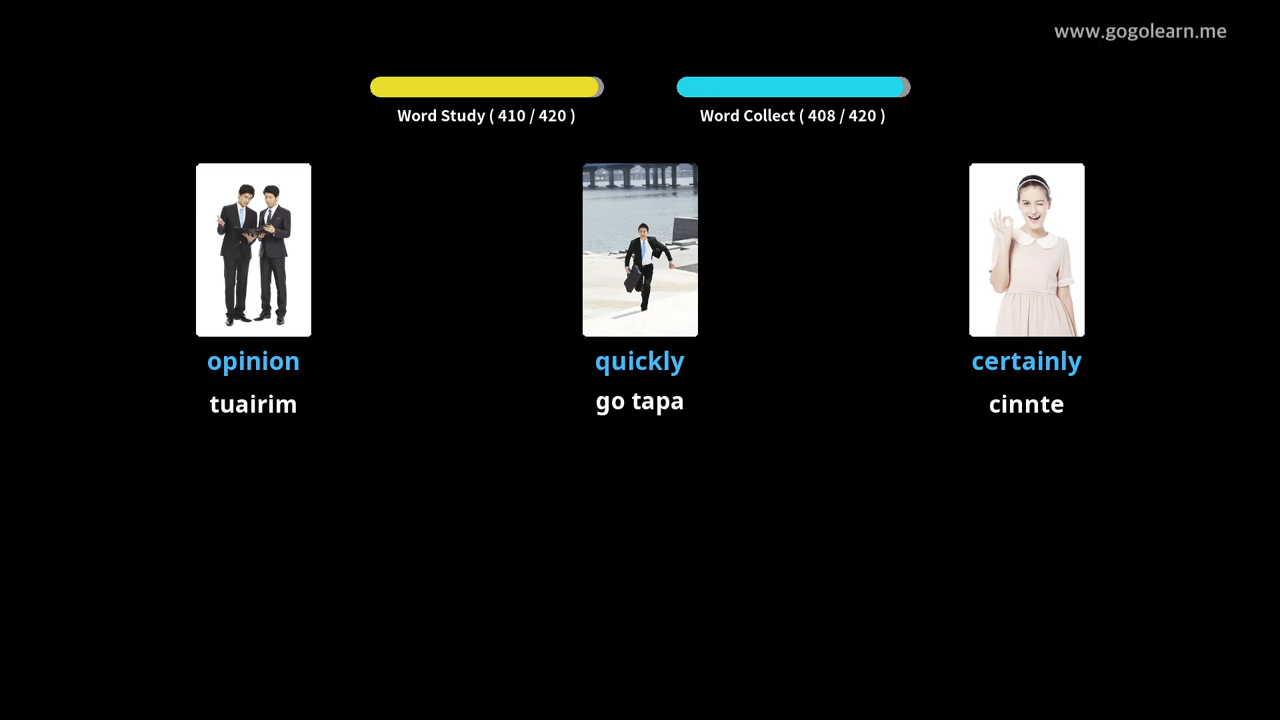 www.gogolearn.me
Word Study ( 410 / 420 )
Word Collect ( 408 / 420 )
opinion
quickly
certainly
tuairim
go tapa
cinnte